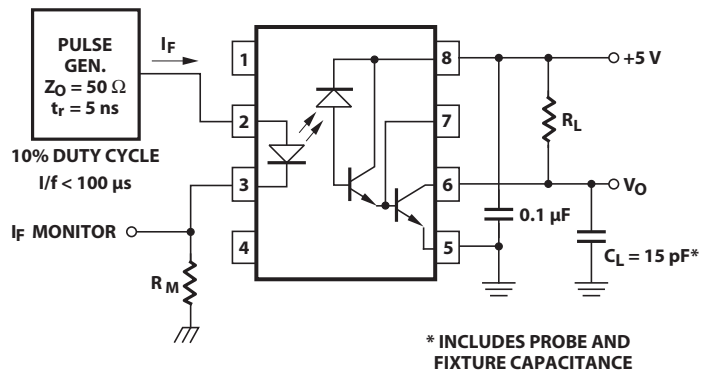 PULSE
GEN.
Z_O = 50 Ω
t_r = 5 ns
I_F
10% DUTY CYCLE
I/f < 100 μs
I_F MONITOR
R_M
1
2
3
4
8
7
6
5
+5 V
R_L
V_O
0.1 μF
C_L = 15 pF*
* INCLUDES PROBE AND
FIXTURE CAPACITANCE